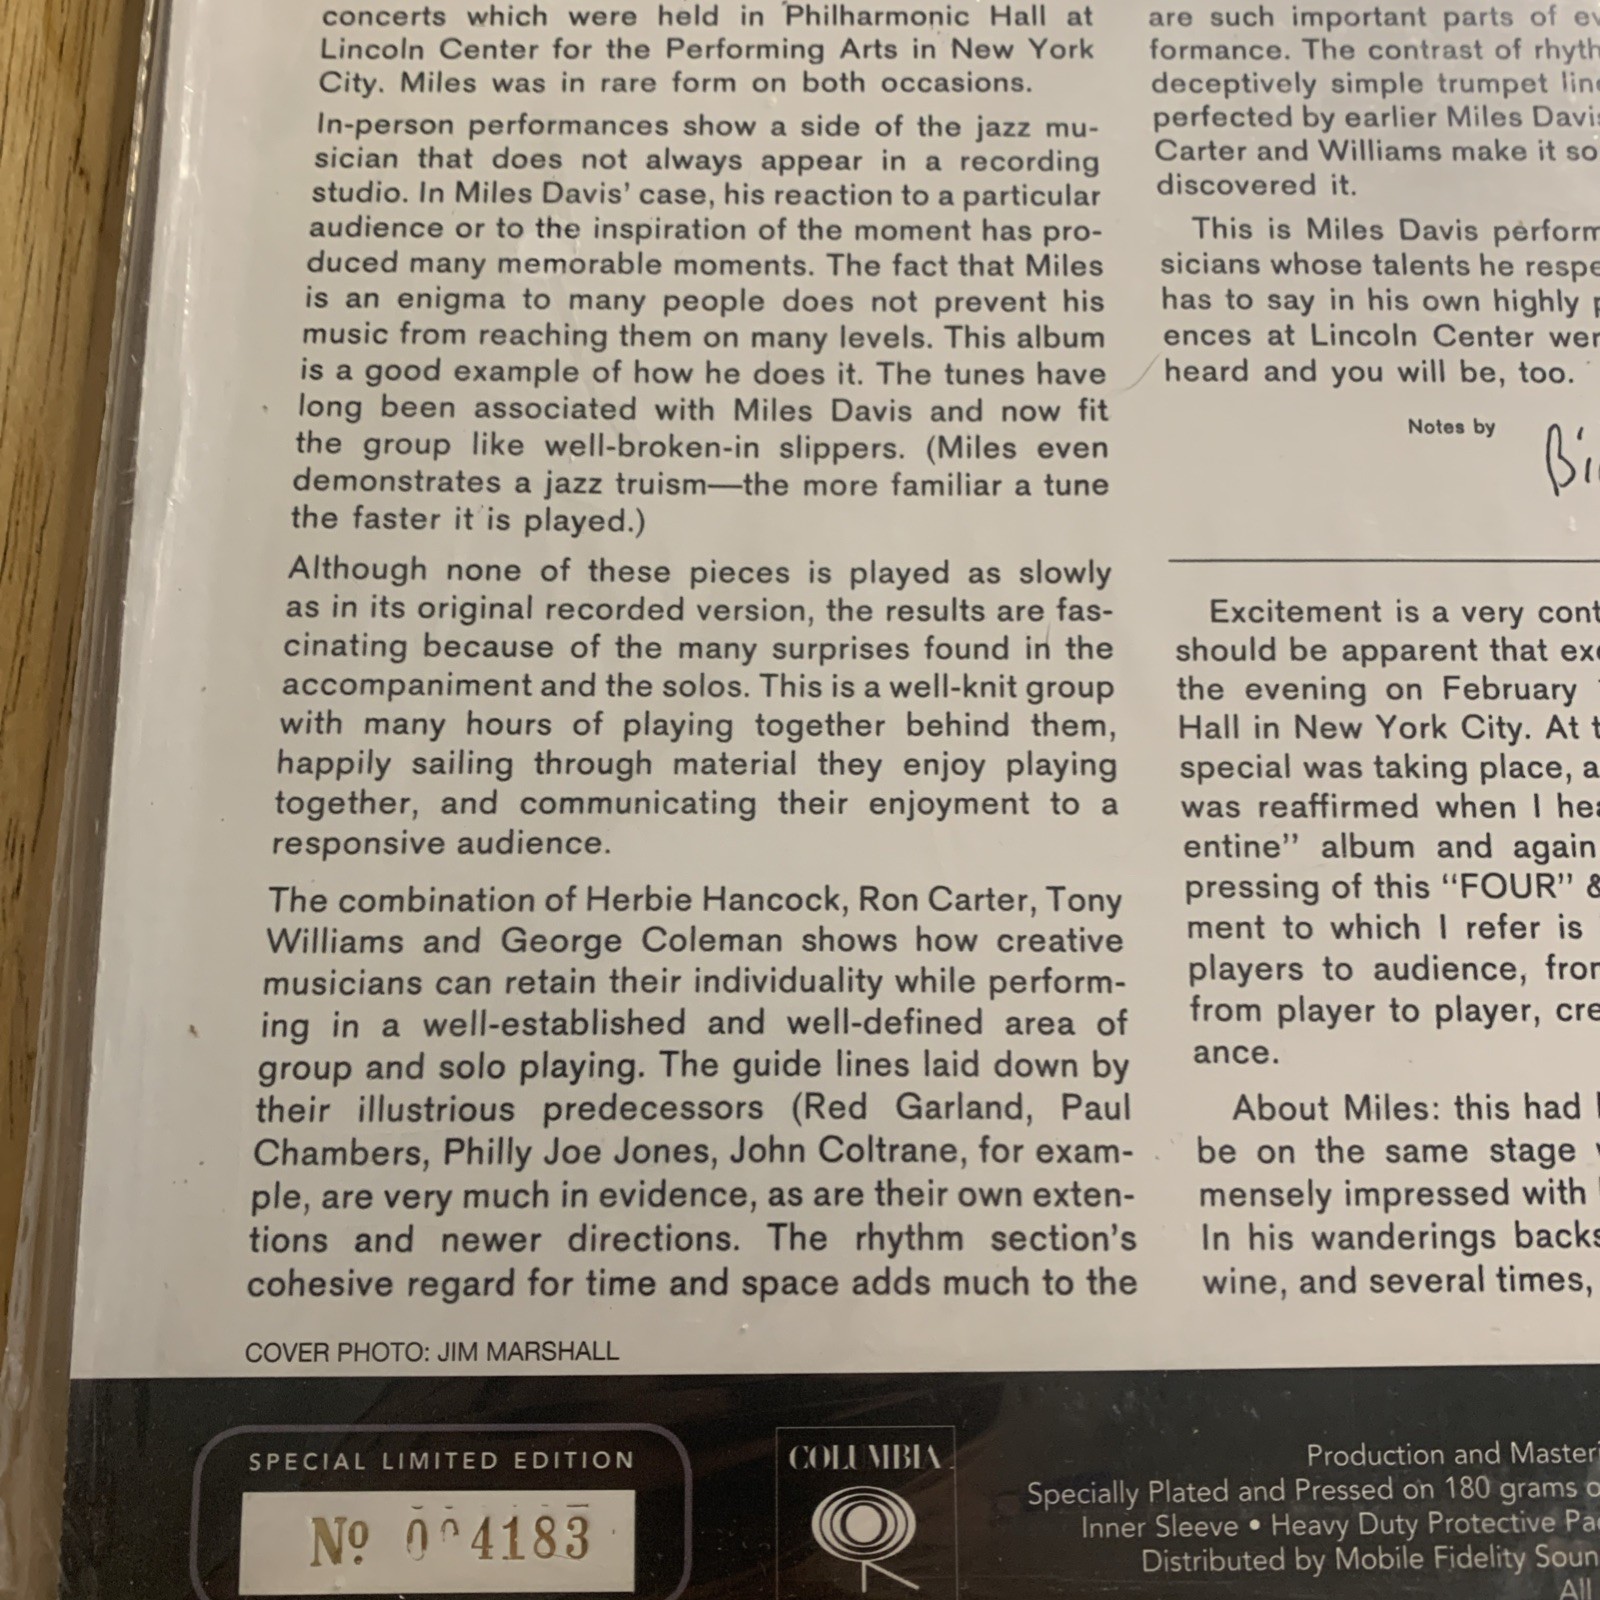 concerts which were held in Philharmonic Hall at
Lincoln Center for the Performing Arts in New York
City. Miles was in rare form on both occasions.
In-person performances show a side of the jazz mu-
sician that does not always appear in a recording
studio. In Miles Davis' case, his reaction to a particular
audience or to the inspiration of the moment has pro-
duced many memorable moments. The fact that Miles
is an enigma to many people does not prevent his
music from reaching them on many levels. This album
is a good example of how he does it. The tunes have
long been associated with Miles Davis and now fit
the group like well-broken-in slippers. (Miles even
demonstrates a jazz truism—the more familiar a tune
the faster it is played.)
Although none of these pieces is played as slowly
as in its original recorded version, the results are fas-
cinating because of the many surprises found in the
accompaniment and the solos. This is a well-knit group
with many hours of playing together behind them,
happily sailing through material they enjoy playing
together, and communicating their enjoyment to a
responsive audience.
The combination of Herbie Hancock, Ron Carter, Tony
Williams and George Coleman shows how creative
musicians can retain their individuality while perform-
ing in a well-established and well-defined area of
group and solo playing. The guide lines laid down by
their illustrious predecessors (Red Garland, Paul
Chambers, Philly Joe Jones, John Coltrane, for exam-
ple, are very much in evidence, as are their own exten-
tions and newer directions. The rhythm section's
cohesive regard for time and space adds much to the
are such important parts of
formance. The contrast of
deceptively simple trumpet
perfected by earlier Miles
Carter and Williams make it so
discovered it.
This is Miles Davis
sicians whose talents he
has to say in his own highly
ences at Lincoln Center
heard and you will be, too.
Notes by
Excitement is a very
should be apparent that
the evening on February
Hall in New York City. At
special was taking place,
was reaffirmed when I
entine" album and again
pressing of this "FOUR" &
ment to which I refer is
players to audience,
from player to player,
ance.
About Miles: this had
be on the same stage
mensely impressed with
In his wanderings
wine, and several times,
COVER PHOTO: JIM MARSHALL
SPECIAL LIMITED EDITION
Nº 004183
COLUMBIA
Production and
Specially Plated and Pressed on 180 grams
Inner Sleeve • Heavy Duty Protective
Distributed by Mobile Fidelity
All